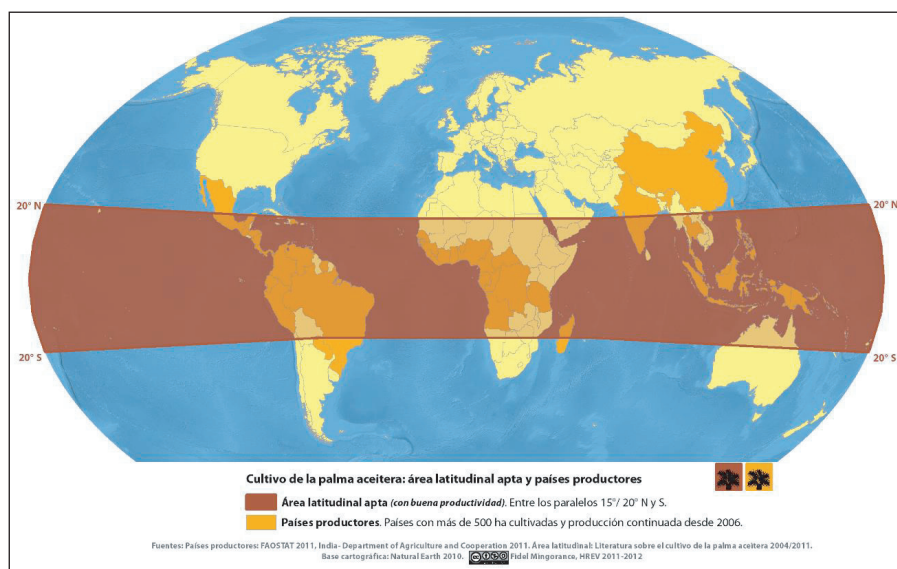 20° N
20° N
20° S
20° S
Cultivo de la palma aceitera: área latitudinal apta y países productores
Área latitudinal apta (con buena productividad). Entre los paralelos 15°/ 20° N y S.
Países productores. Países con más de 500 ha cultivadas y producción continuada desde 2006.
Fuentes: Países productores: FAOSTAT 2011, India- Department of Agriculture and Cooperation 2011. Área latitudinal: Literatura sobre el cultivo de la palma aceitera 2004/2011.
Base cartográfica: Natural Earth 2010. Fidel Mingorance, HREV 2011-2012